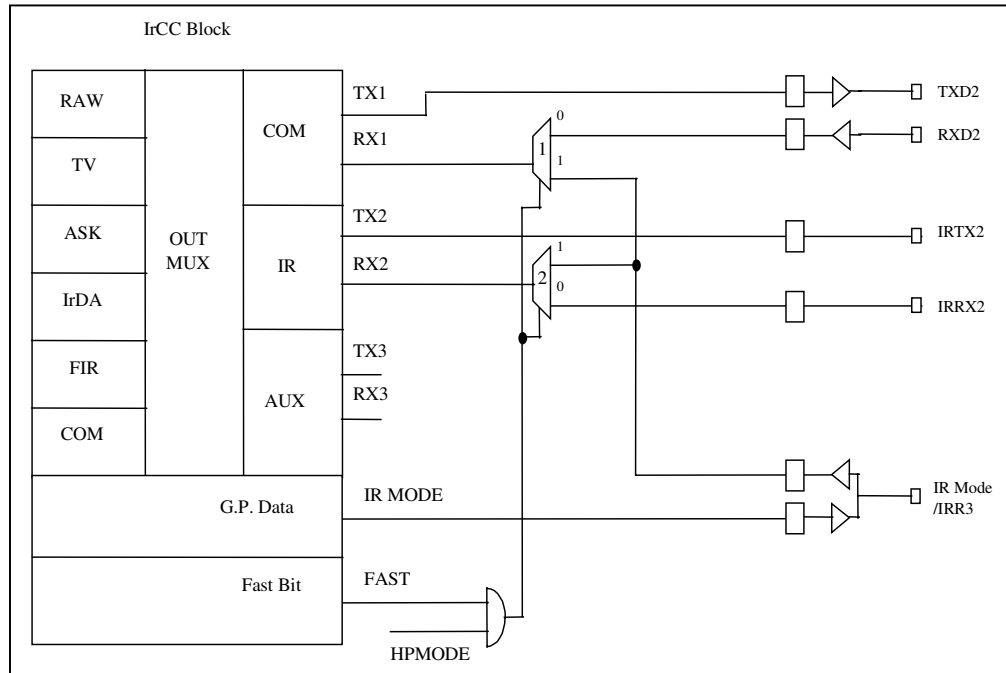 IrCC Block
RAW
TV
ASK
IrDA
FIR
COM
OUT
MUX
COM
IR
AUX
G.P. Data
Fast Bit
TX1
RX1
TX2
RX2
TX3
RX3
IR MODE
FAST
HPMODE
0
1
1
1
2
0
TXD2
RXD2
IRTX2
IRRX2
IR Mode
/IRR3